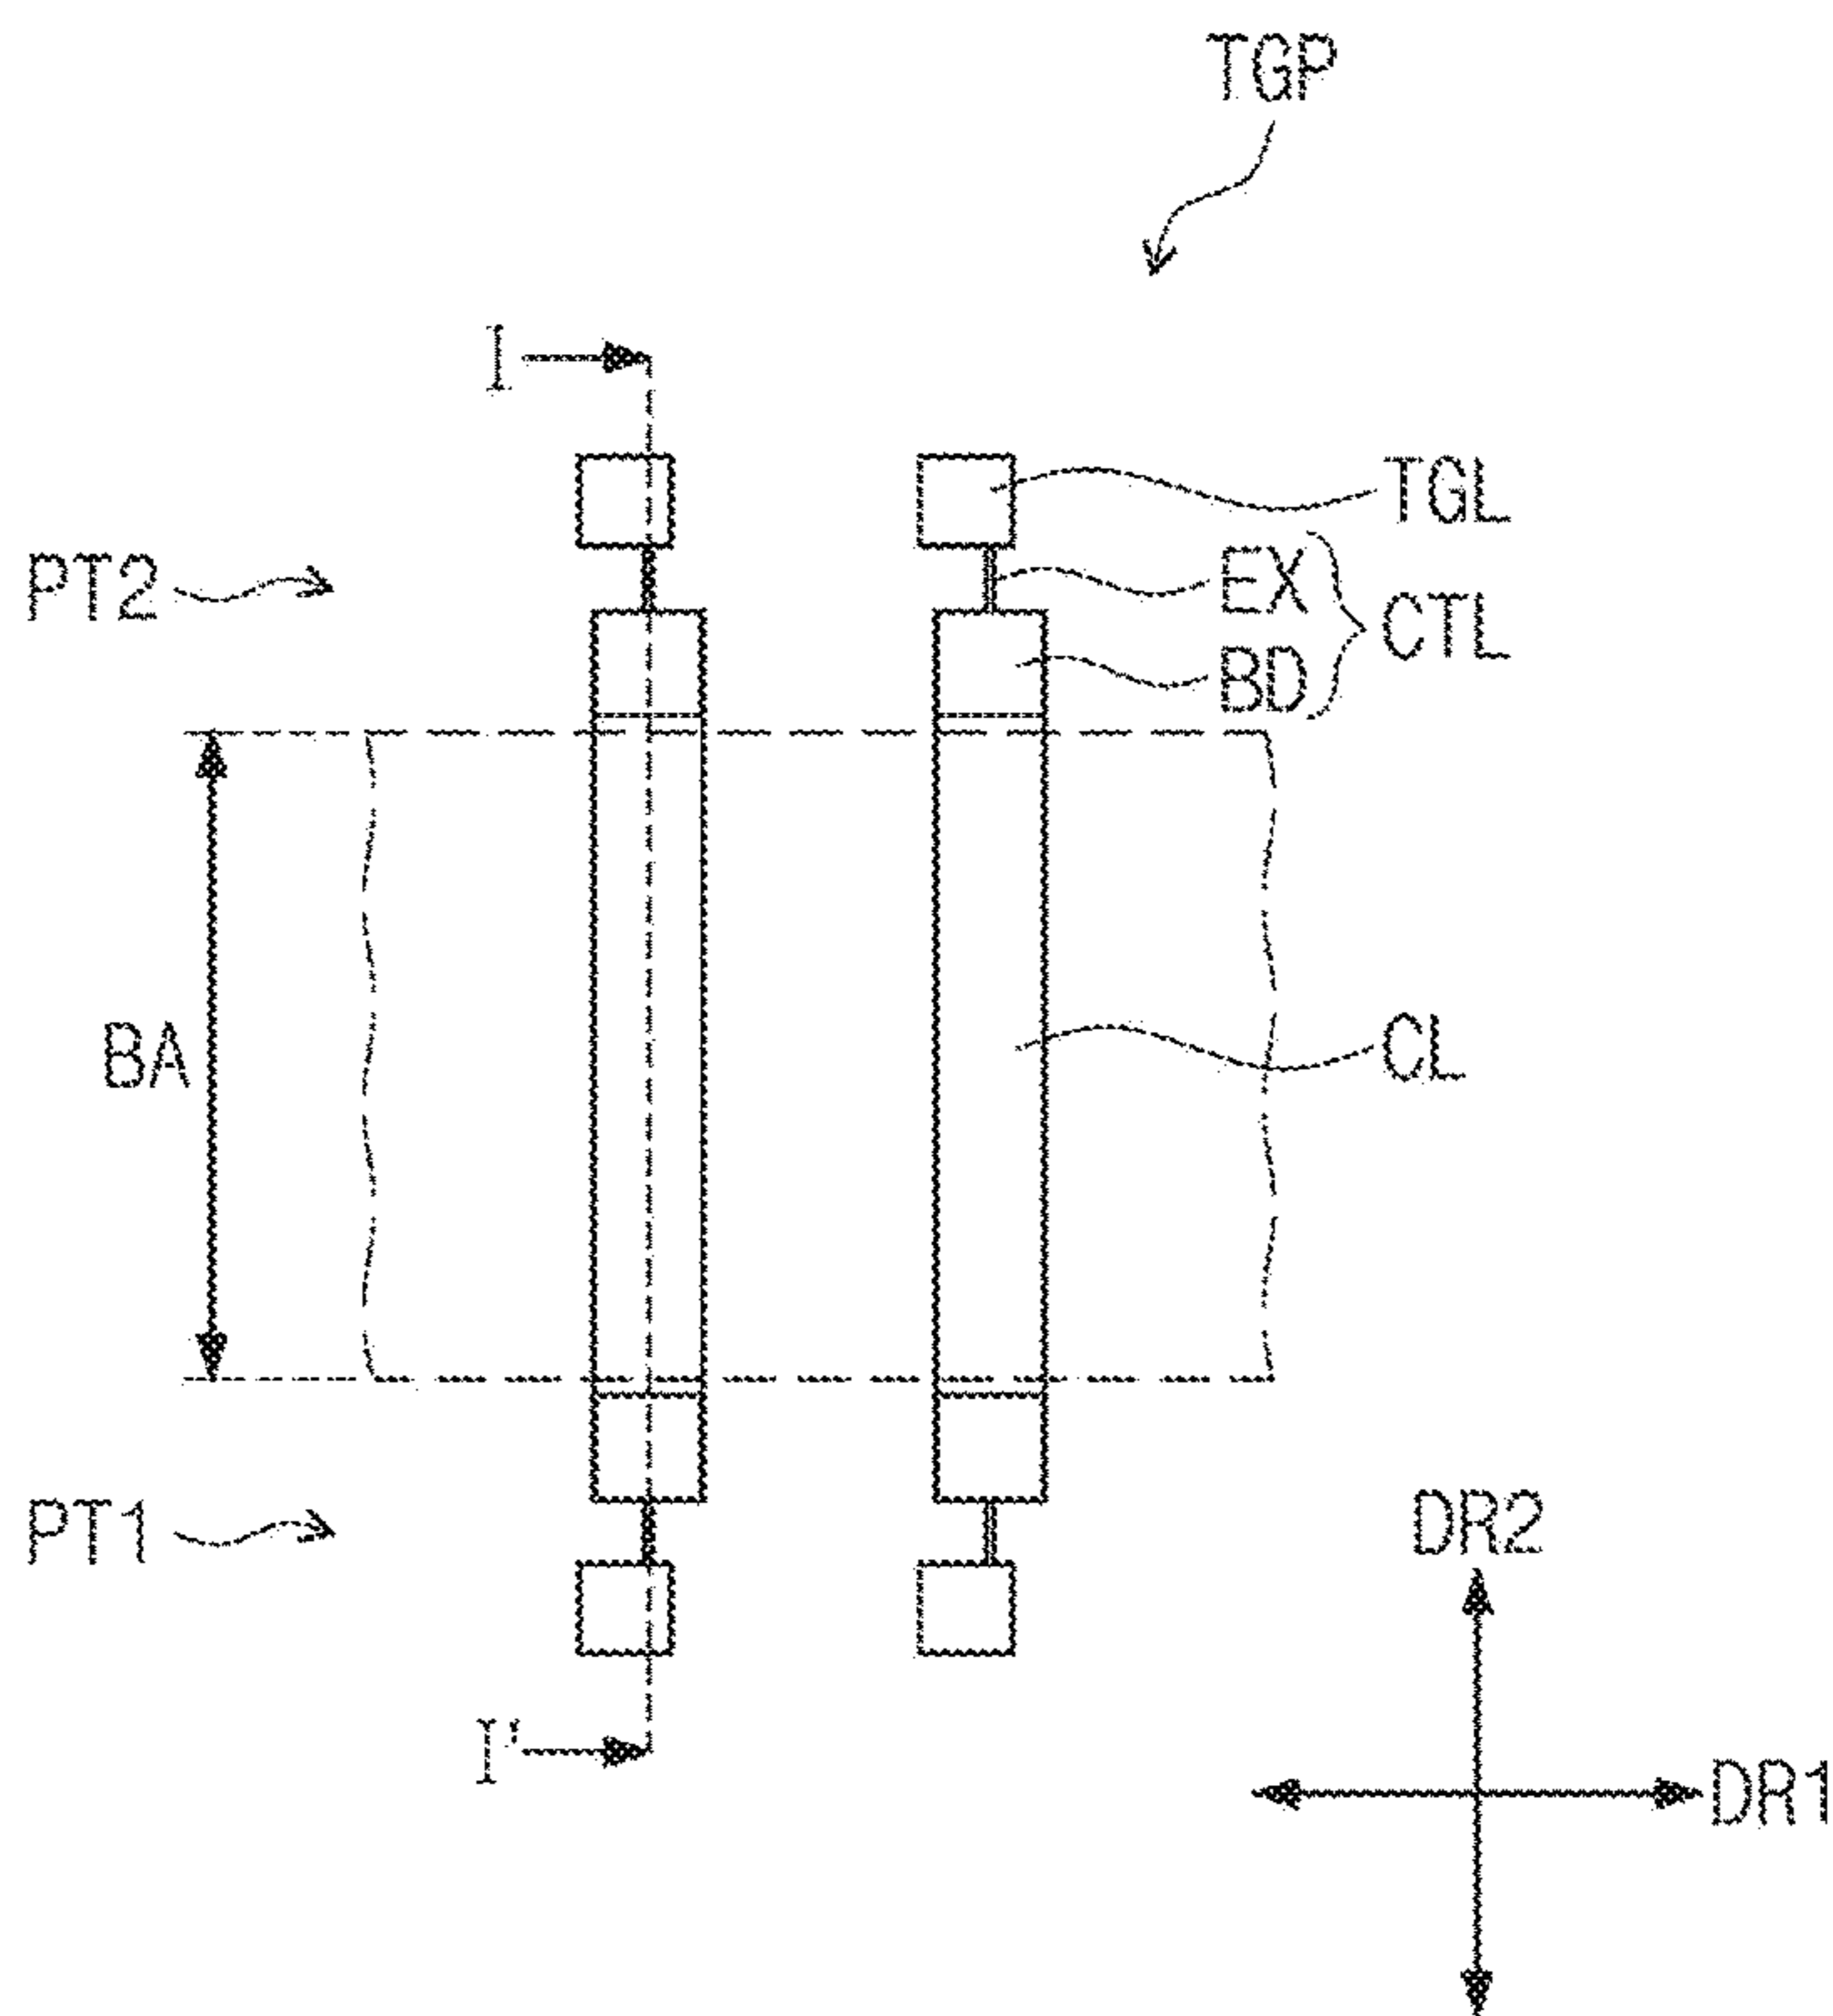 TGP
I
TGL
PT2
EX
CTL
BD
BA
CL
PT1
DR2
I'
DR1